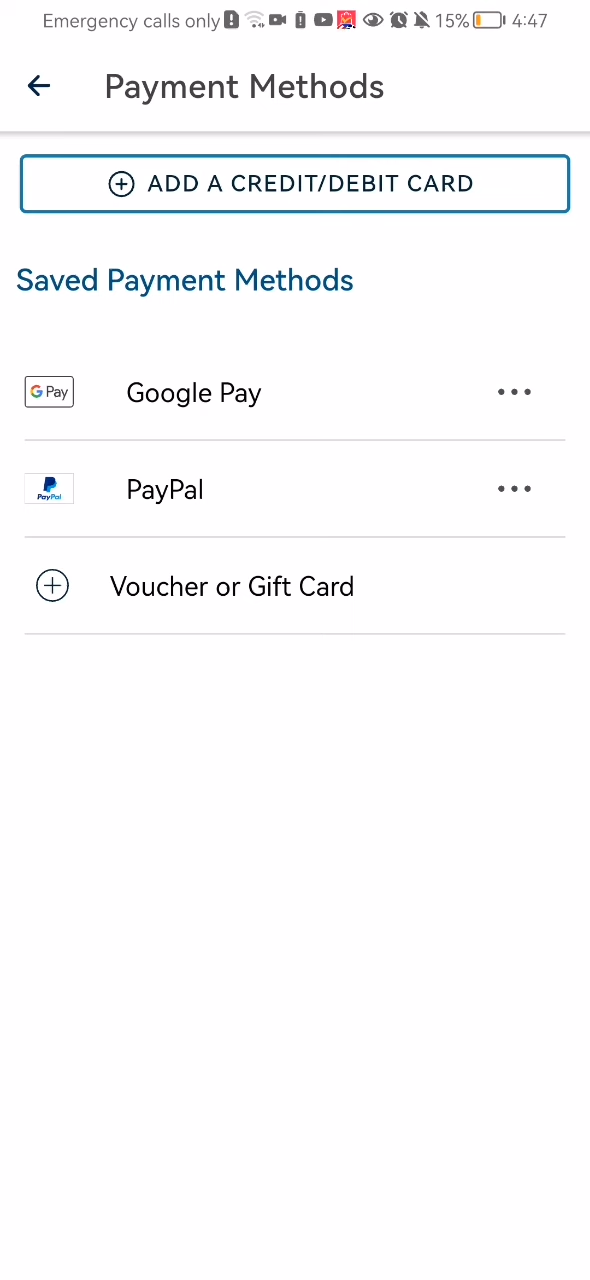 Emergency calls only 15% 4:47
Payment Methods
ADD A CREDIT/DEBIT CARD
Saved Payment Methods
G Pay Google Pay
PayPal PayPal
Voucher or Gift Card